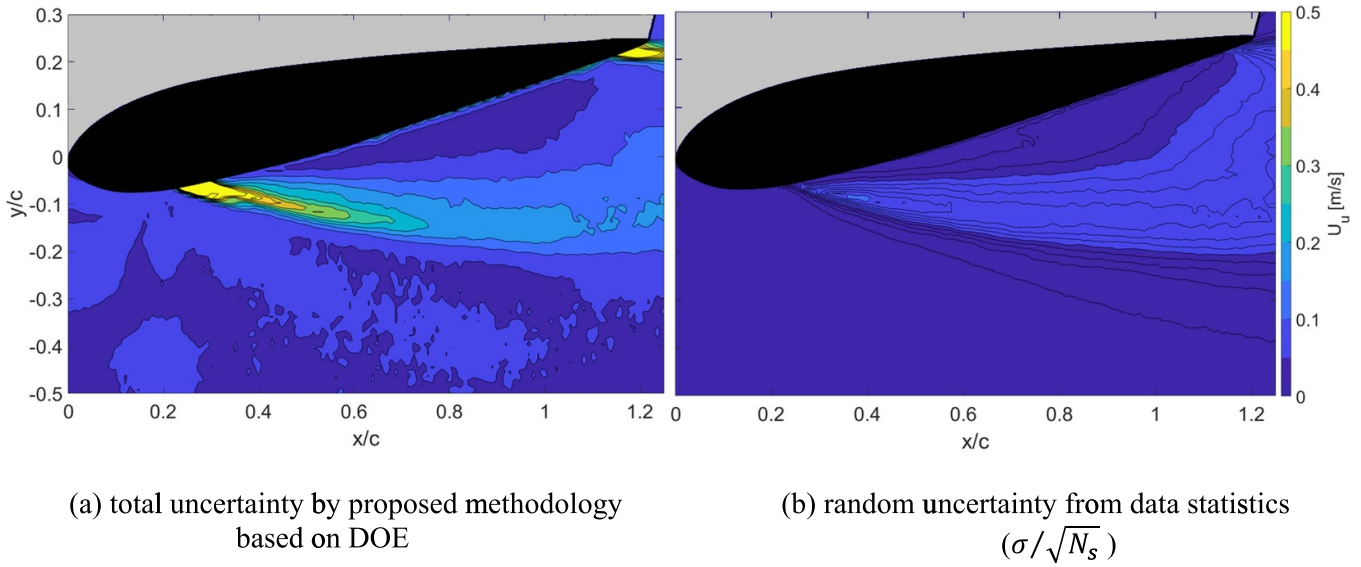 0.3
0.2
0.1
0
-0.1
-0.2
-0.3
-0.4
-0.5
y/c
0 0.2 0.4 0.6 0.8 1 1.2
x/c
0 0.2 0.4 0.6 0.8 1 1.2
x/c
0.5
0.4
0.3
0.2
0.1
0
U_u [m/s]
(a) total uncertainty by proposed methodology
based on DOE
(b) random uncertainty from data statistics
(σ/√N_s )